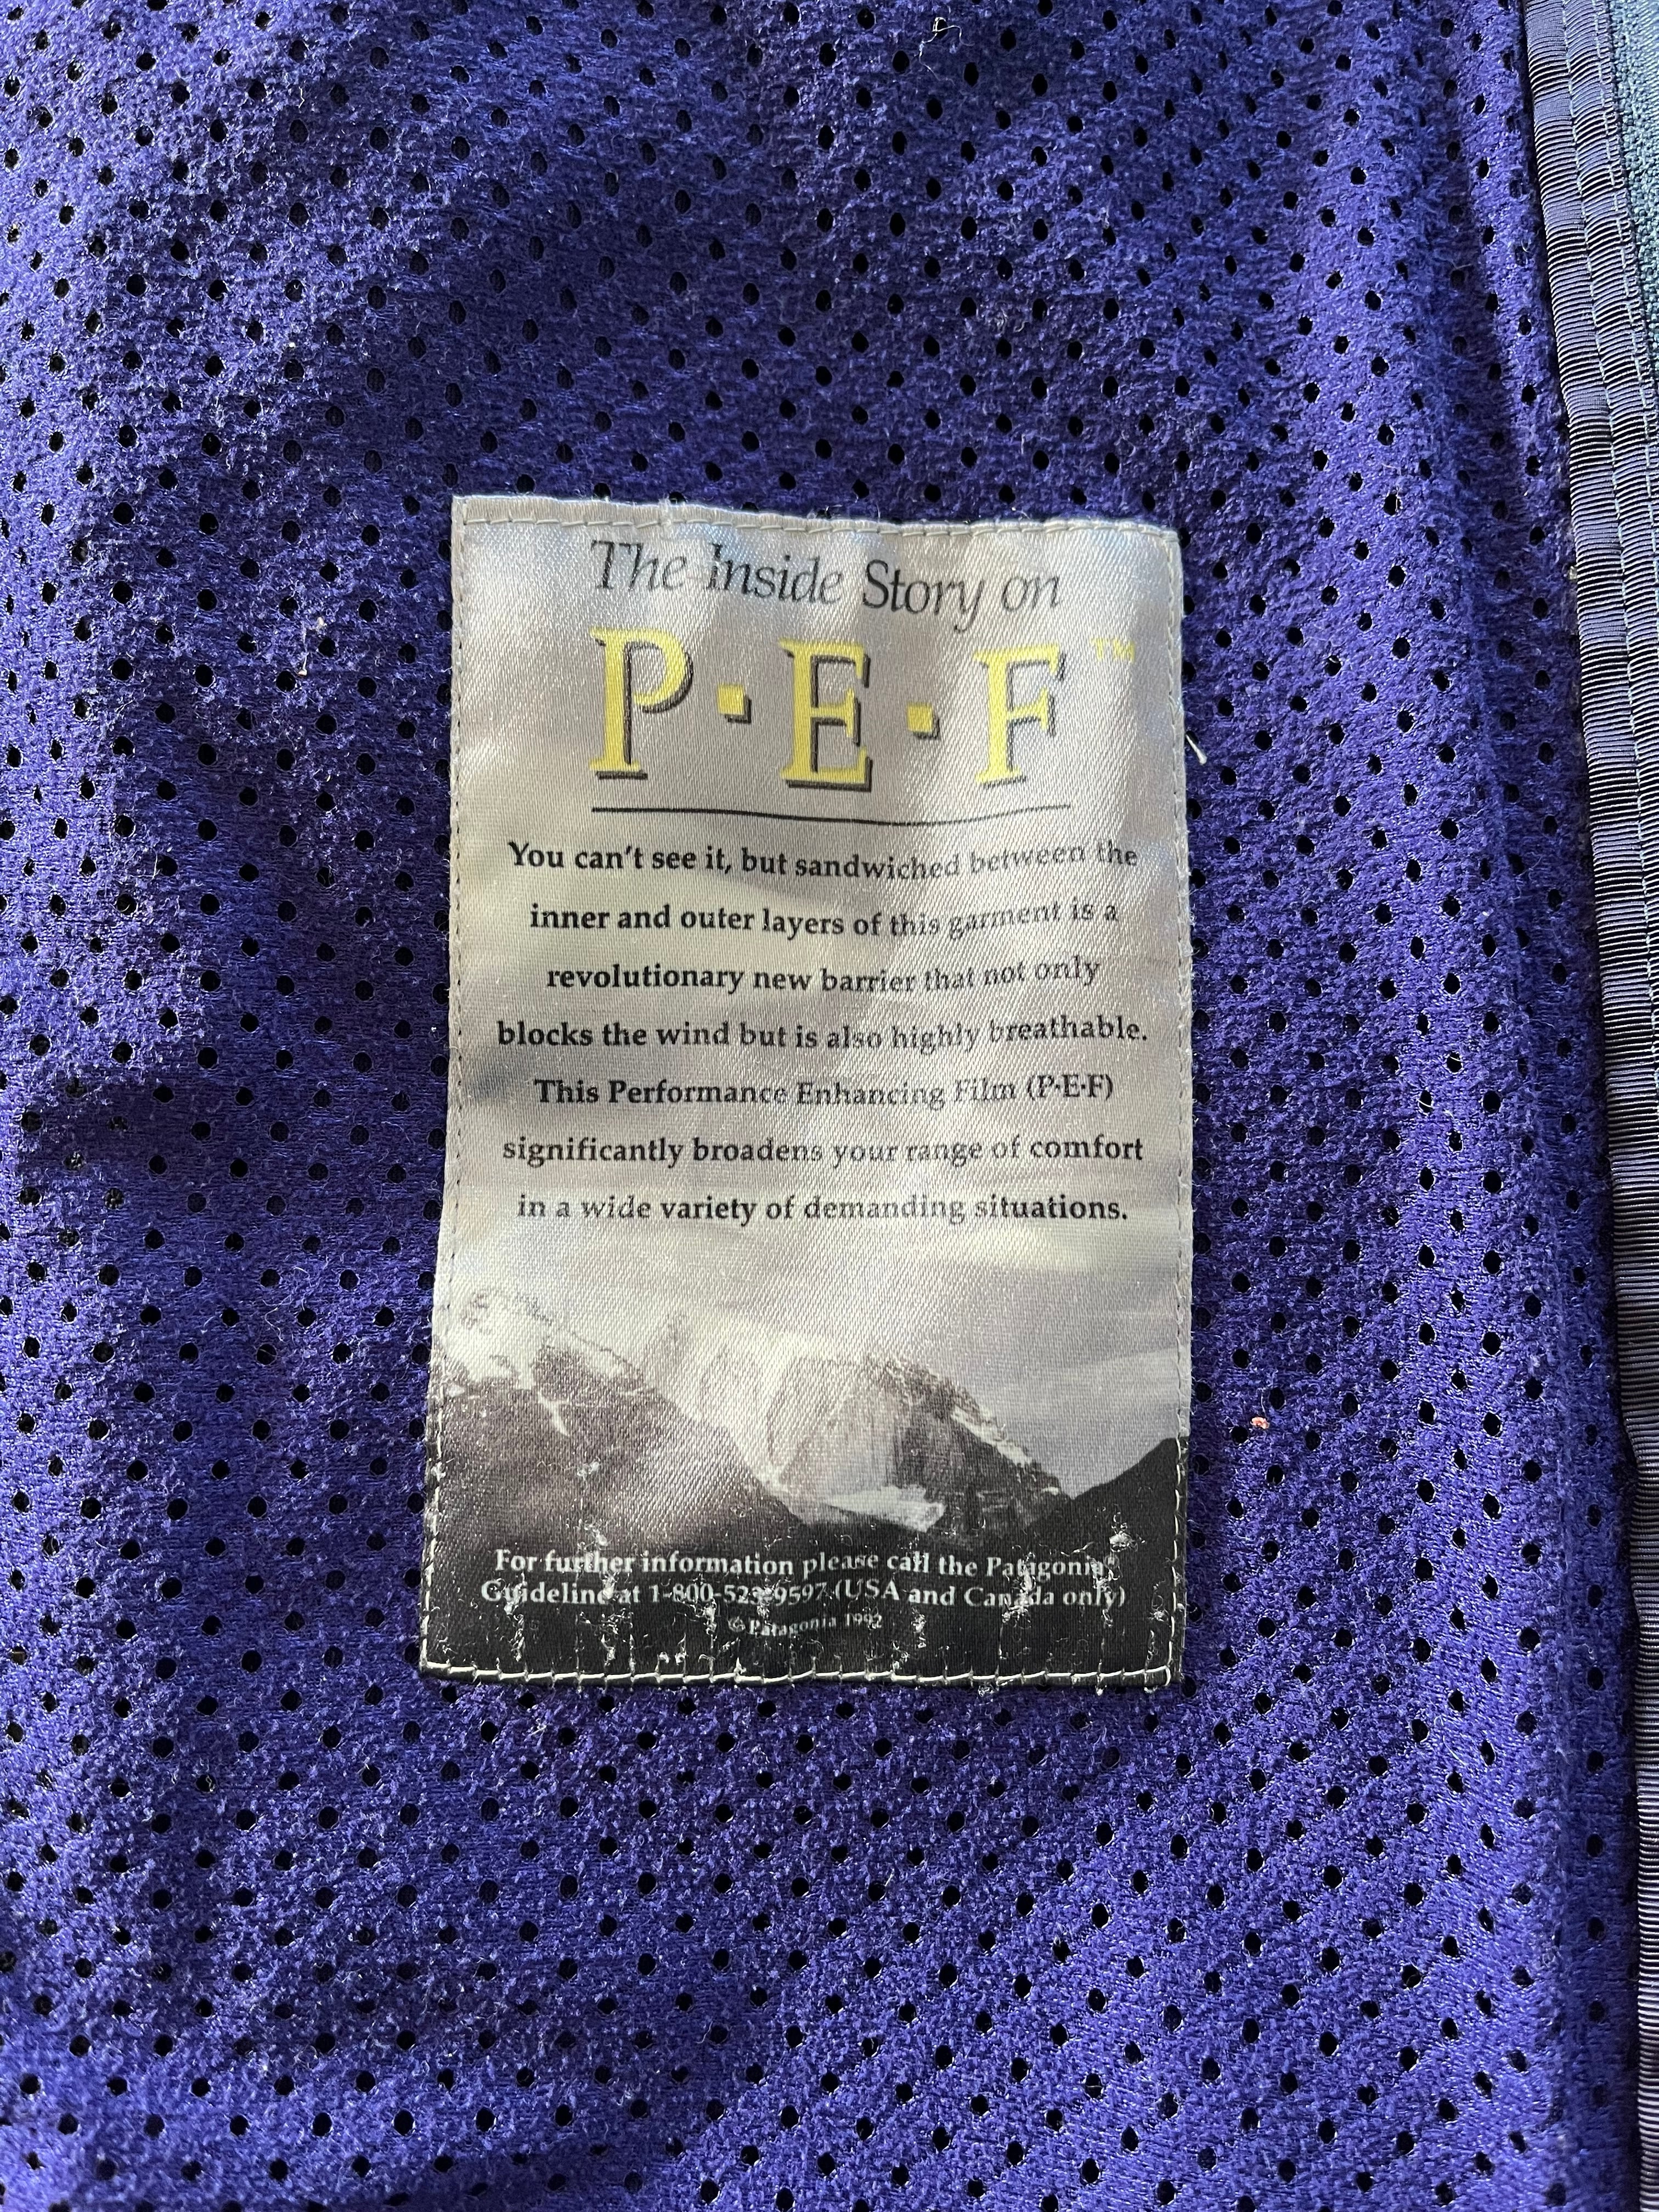 The Inside Story on
P·E·F™
You can't see it, but sandwiched between the
inner and outer layers of this garment is a
revolutionary new barrier that not only
blocks the wind but is also highly breathable.
This Performance Enhancing Film (P·E·F)
significantly broadens your range of comfort
in a wide variety of demanding situations.
For further information please call the Patagonia®
Guideline at 1-800-523-9597 (USA and Canada only)
© Patagonia 1992